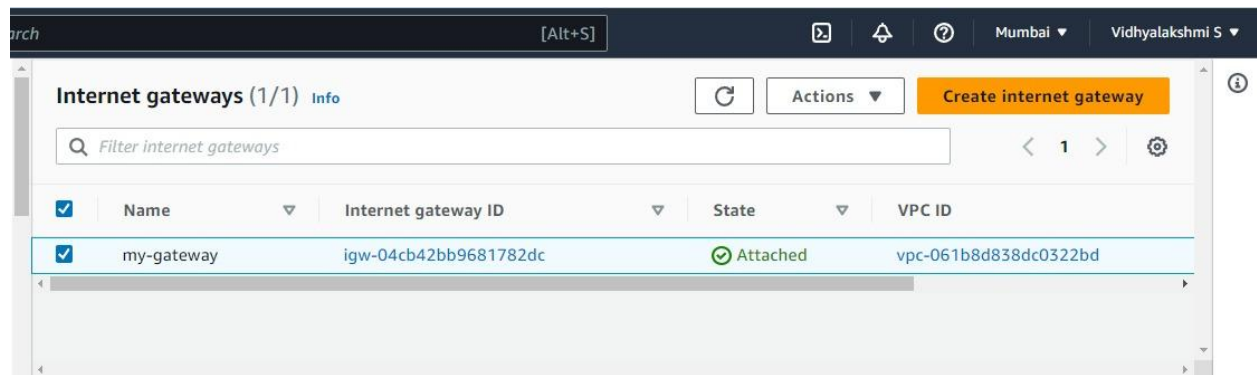 arch [Alt+S] Mumbai ▼ Vidhyalakshmi S ▼
Internet gateways (1/1) Info Actions ▼ Create internet gateway
Filter internet gateways 1
Name Internet gateway ID State VPC ID
my-gateway igw-04cb42bb9681782dc Attached vpc-061b8d838dc0322bd